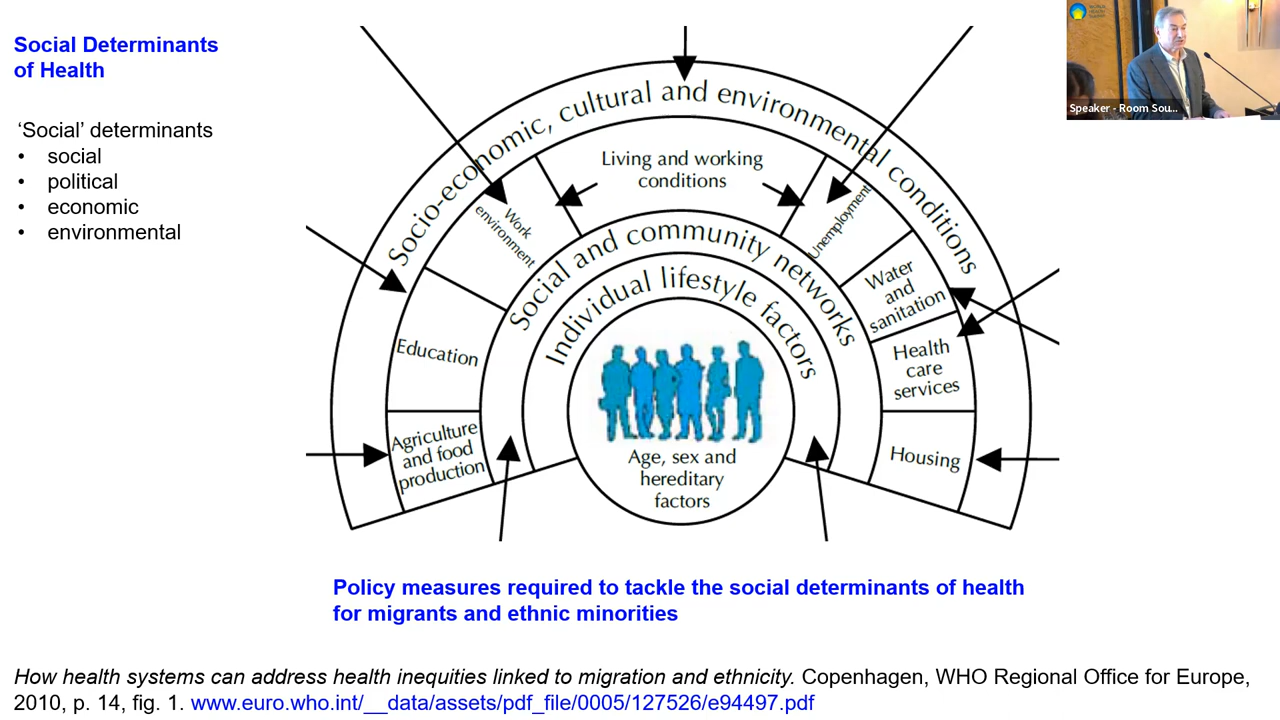 Social Determinants
of Health
‘Social’ determinants
• social
• political
• economic
• environmental
Socio-economic, cultural and environmental conditions
Living and working
conditions
Work
environment
Unemployment
Social and community networks
Individual lifestyle factors
Water
and
sanitation
Education
Health
care
services
Agriculture
and food
production
Housing
Age, sex and
hereditary
factors
Policy measures required to tackle the social determinants of health
for migrants and ethnic minorities
How health systems can address health inequities linked to migration and ethnicity. Copenhagen, WHO Regional Office for Europe,
2010, p. 14, fig. 1. www.euro.who.int/__data/assets/pdf_file/0005/127526/e94497.pdf
WORLD
HEALTH
SUMMIT
Speaker - Room Sou...